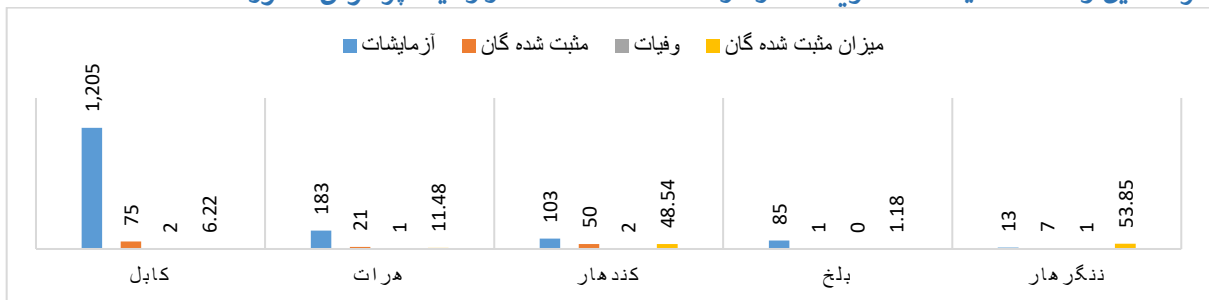 آزمایشات مثبت شده گان وفیات میزان مثبت شده گان
1,205 75 2 6.22 183 21 1 11.48 103 50 2 48.54 85 1 0 1.18 13 7 1 53.85
کابل هرات کندهار بلخ ننگرهار